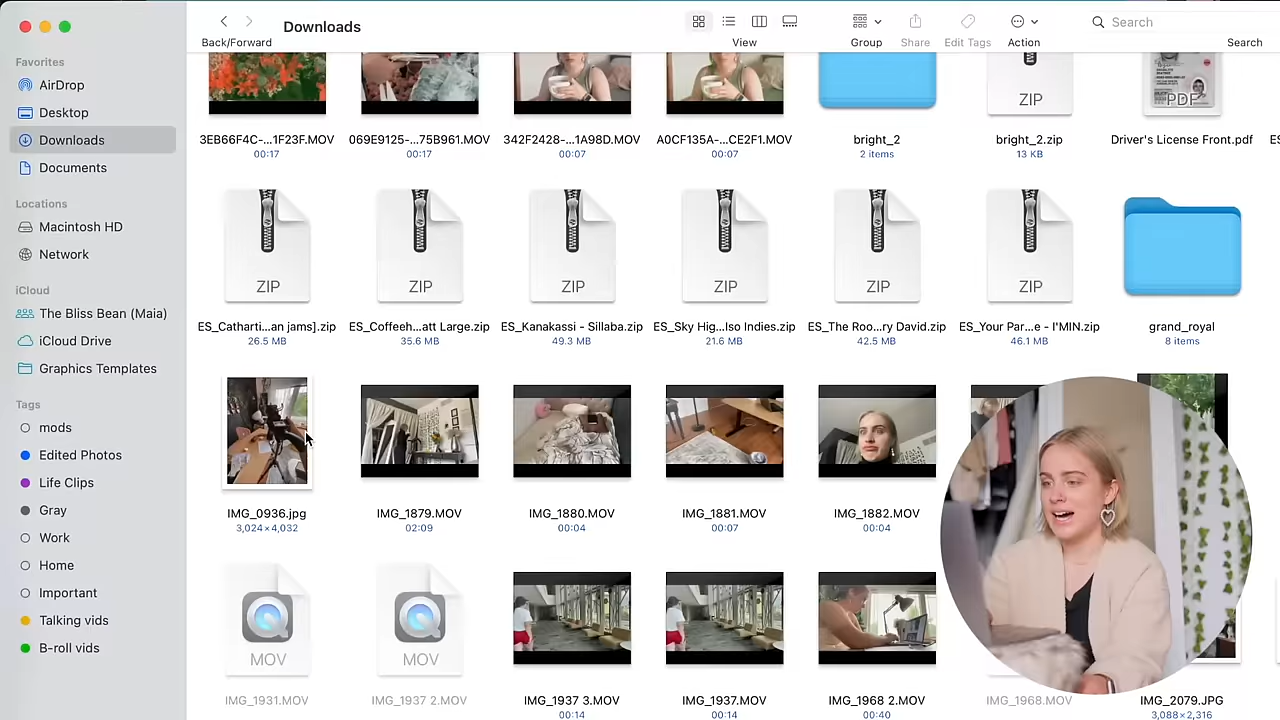 Downloads
Back/Forward
View
Group
Share
Edit Tags
Action
Search
Search
Favorites
AirDrop
Desktop
Downloads
Documents
Locations
Macintosh HD
Network
iCloud
The Bliss Bean (Maia)
iCloud Drive
Graphics Templates
Tags
mods
Edited Photos
Life Clips
Gray
Work
Home
Important
Talking vids
B-roll vids
ZIP
PDF
3EB66F4C-...1F23F.MOV
00:17
069E9125-...75B961.MOV
00:17
342F2428-...1A98D.MOV
00:07
A0CF135A-...CE2F1.MOV
00:07
bright_2
2 items
bright_2.zip
13 KB
Driver's License Front.pdf
ES
ZIP
ZIP
ZIP
ZIP
ZIP
ZIP
ES_Catharti...an jams].zip
26.5 MB
ES_Coffeeh...att Large.zip
35.6 MB
ES_Kanakassi - Sillaba.zip
49.3 MB
ES_Sky Hig...lso Indies.zip
21.6 MB
ES_The Roo...ry David.zip
42.5 MB
ES_Your Par...e - I'MIN.zip
46.1 MB
grand_royal
8 items
IMG_0936.jpg
3,024×4,032
IMG_1879.MOV
02:09
IMG_1880.MOV
00:04
IMG_1881.MOV
00:07
IMG_1882.MOV
00:04
MOV
MOV
IMG_1931.MOV
IMG_1937 2.MOV
IMG_1937 3.MOV
00:14
IMG_1937.MOV
00:14
IMG_1968 2.MOV
00:40
IMG_1968.MOV
IMG_2079.JPG
3,088×2,316